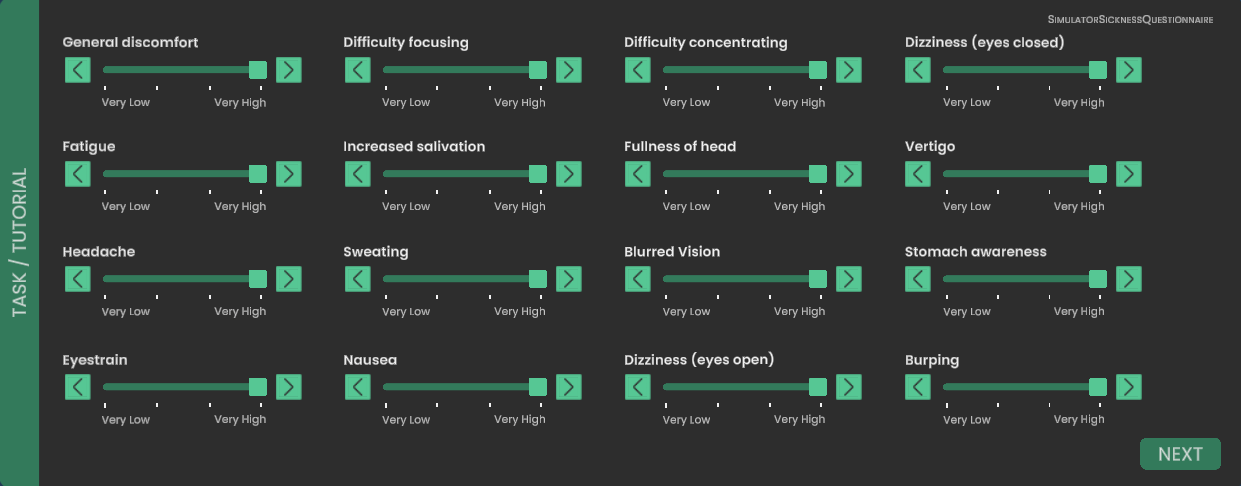 SimulatorSicknessQuestionnaire
TASK / TUTORIAL
General discomfort
Difficulty focusing
Difficulty concentrating
Dizziness (eyes closed)
Very Low Very High
Very Low Very High
Very Low Very High
Very Low Very High
Fatigue
Increased salivation
Fullness of head
Vertigo
Very Low Very High
Very Low Very High
Very Low Very High
Very Low Very High
Headache
Sweating
Blurred Vision
Stomach awareness
Very Low Very High
Very Low Very High
Very Low Very High
Very Low Very High
Eyestrain
Nausea
Dizziness (eyes open)
Burping
Very Low Very High
Very Low Very High
Very Low Very High
Very Low Very High
NEXT